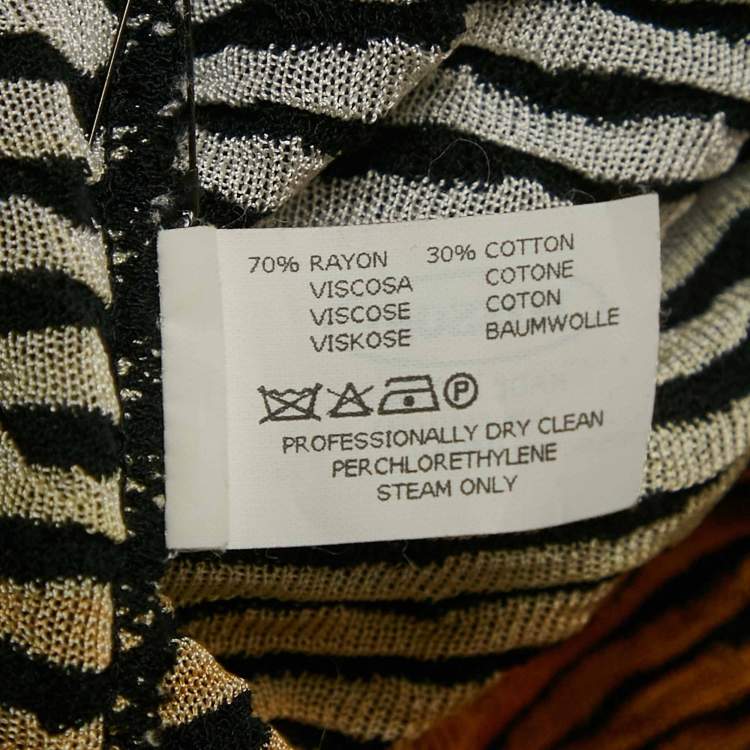 70% RAYON 30% COTTON
VISCOSA COTONE
VISCOSE COTON
VISKOSE BAUMWOLLE
P
PROFESSIONALLY DRY CLEAN
PERCHLORETHYLENE
STEAM ONLY